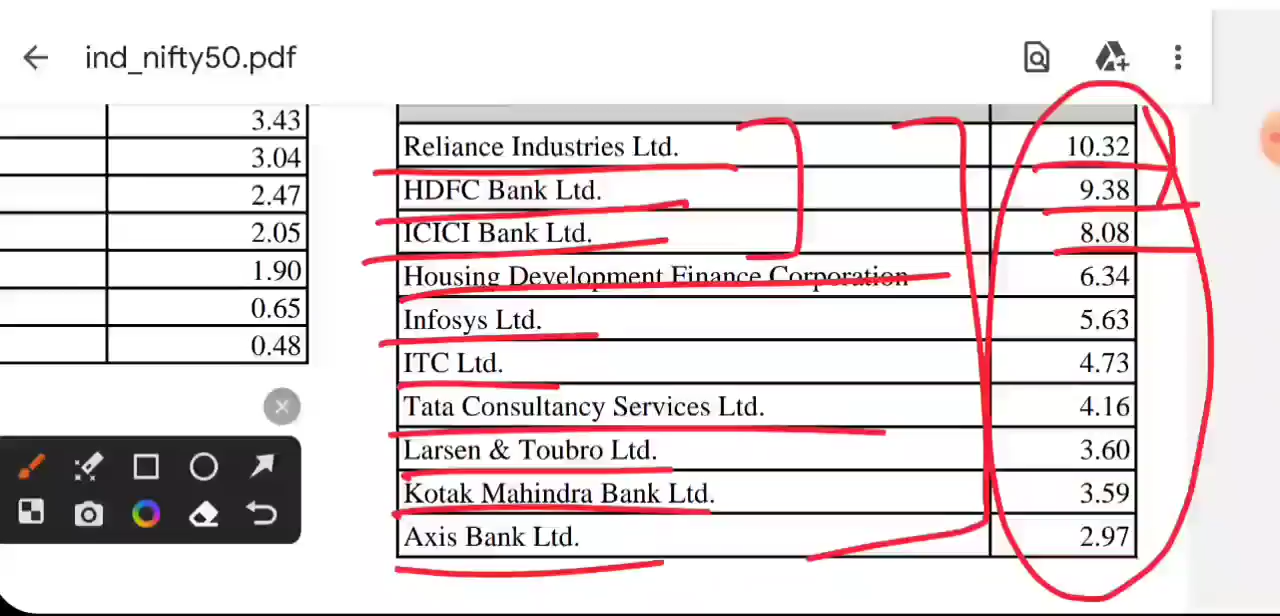 ind_nifty50.pdf
3.43
3.04
2.47
2.05
1.90
0.65
0.48
Reliance Industries Ltd. 10.32
HDFC Bank Ltd. 9.38
ICICI Bank Ltd. 8.08
Housing Development Finance Corporation 6.34
Infosys Ltd. 5.63
ITC Ltd. 4.73
Tata Consultancy Services Ltd. 4.16
Larsen & Toubro Ltd. 3.60
Kotak Mahindra Bank Ltd. 3.59
Axis Bank Ltd. 2.97